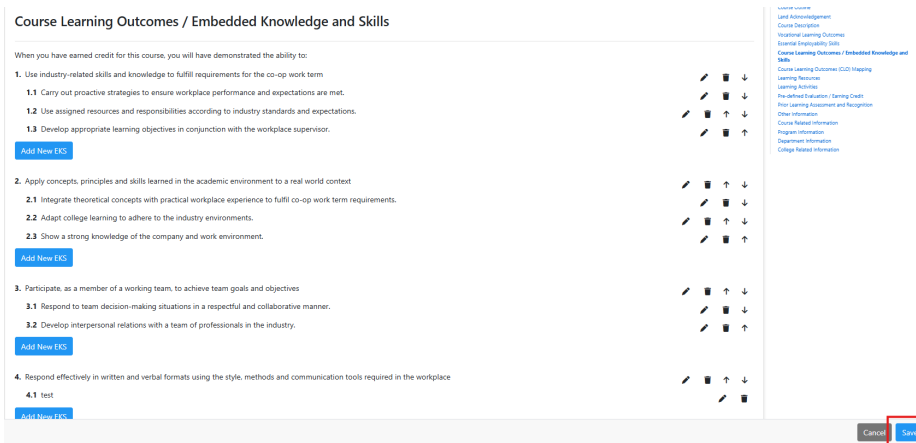 Course Learning Outcomes / Embedded Knowledge and Skills
When you have earned credit for this course, you will have demonstrated the ability to:
1. Use industry-related skills and knowledge to fulfill requirements for the co-op work term
1.1 Carry out proactive strategies to ensure workplace performance and expectations are met.
1.2 Use assigned resources and responsibilities according to industry standards and expectations.
1.3 Develop appropriate learning objectives in conjunction with the workplace supervisor.
Add New EKS
2. Apply concepts, principles and skills learned in the academic environment to a real world context
2.1 Integrate theoretical concepts with practical workplace experience to fulfil co-op work term requirements.
2.2 Adapt college learning to adhere to the industry environments.
2.3 Show a strong knowledge of the company and work environment.
Add New EKS
3. Participate, as a member of a working team, to achieve team goals and objectives
3.1 Respond to team decision-making situations in a respectful and collaborative manner.
3.2 Develop interpersonal relations with a team of professionals in the industry.
Add New EKS
4. Respond effectively in written and verbal formats using the style, methods and communication tools required in the workplace
4.1 test
Add New EKS
Course Outline
Land Acknowledgement
Course Description
Vocational Learning Outcomes
Essential Employability Skills
Course Learning Outcomes / Embedded Knowledge and
Skills
Course Learning Outcomes (CLO) Mapping
Learning Resources
Learning Activities
Pre-defined Evaluation / Earning Credit
Prior Learning Assessment and Recognition
Other Information
Course Related Information
Program Information
Department Information
College Related Information
Cancel
Save